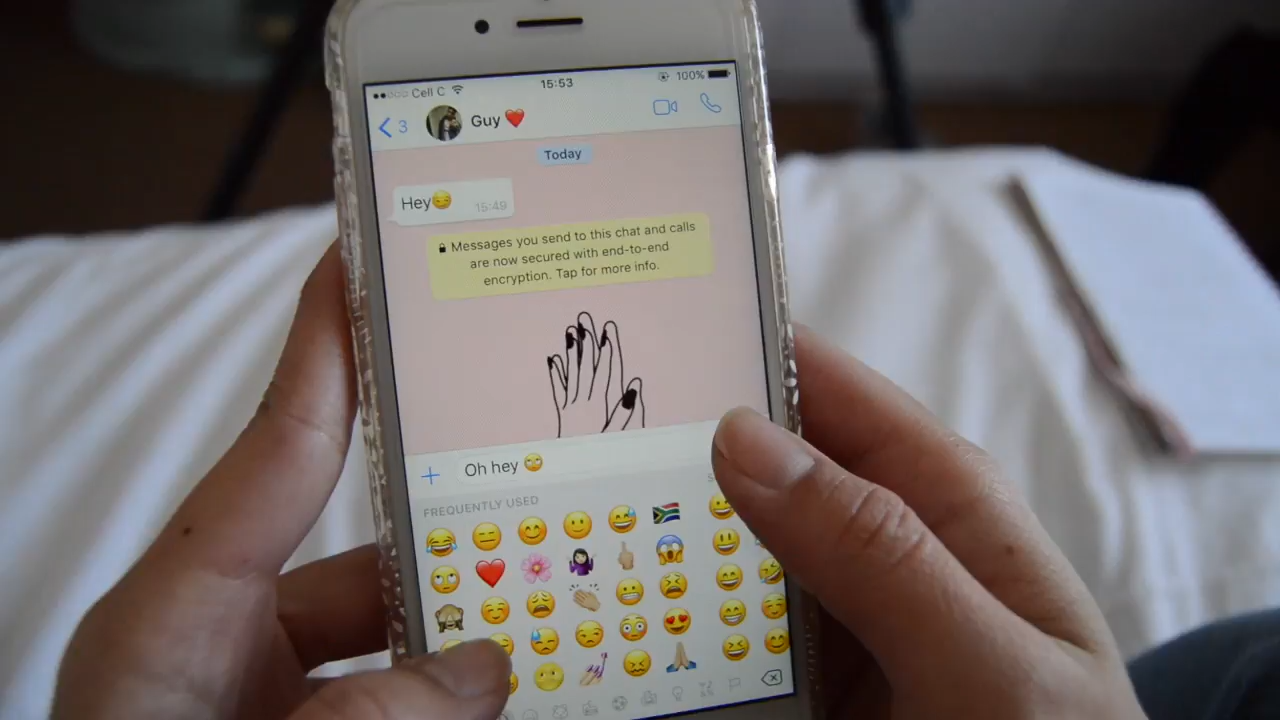 Cell C 15:53 100%
3 Guy ❤️
Today
Hey😏 15:49
🔒 Messages you send to this chat and calls
are now secured with end-to-end
encryption. Tap for more info.
Oh hey 🙄
FREQUENTLY USED